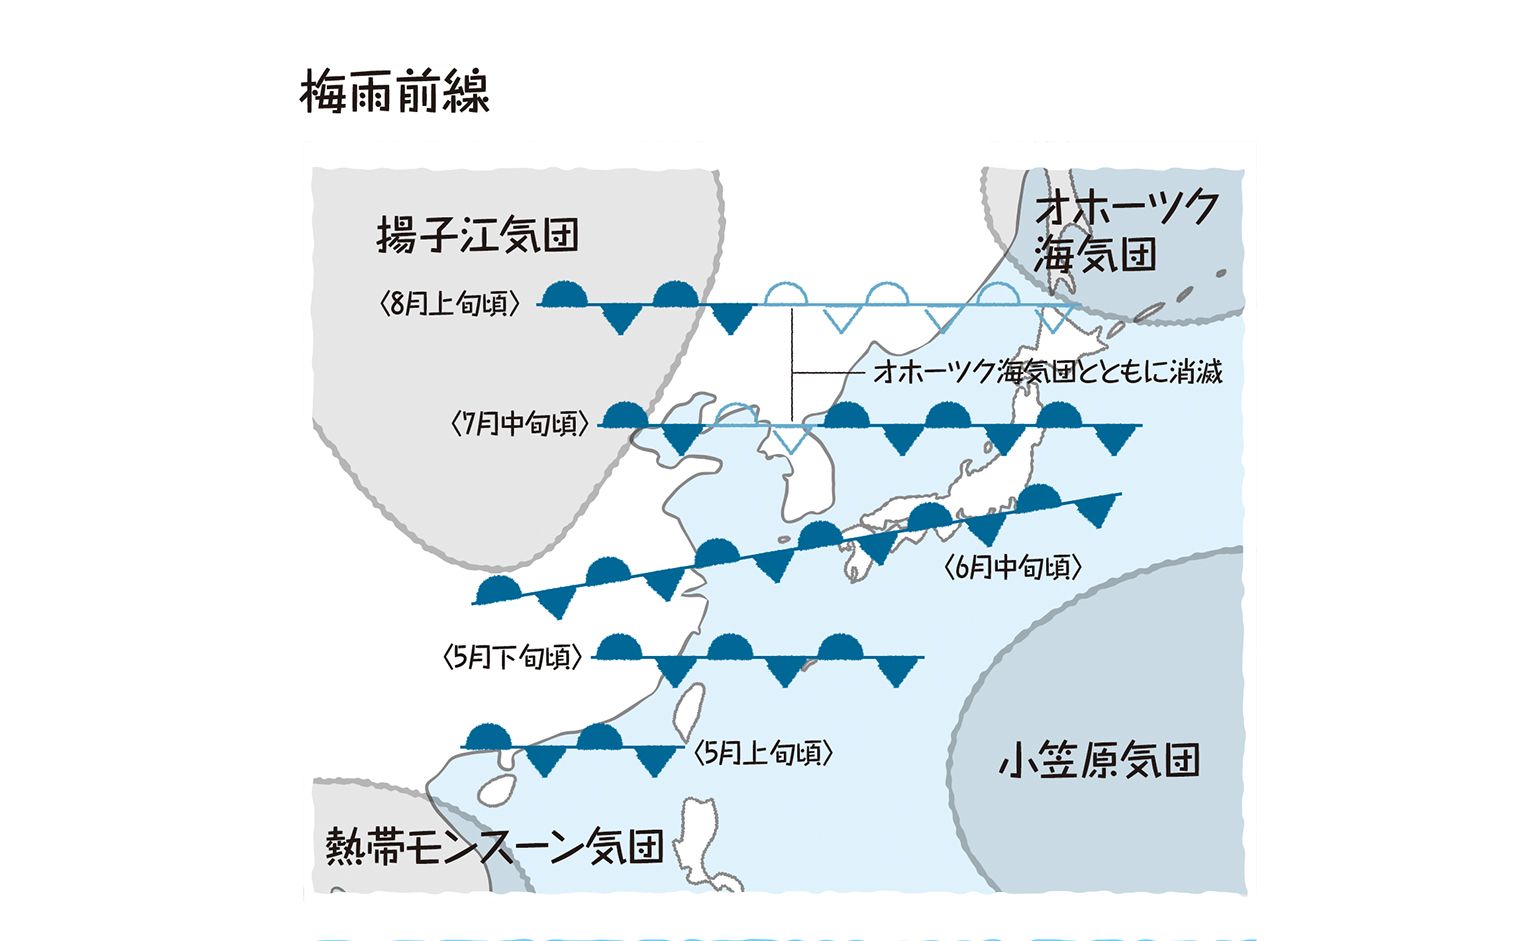 梅雨前線
揚子江気団
オホーツク
海気団
〈8月上旬頃〉
オホーツク海気団とともに消滅
〈7月中旬頃〉
〈6月中旬頃〉
〈5月下旬頃〉
〈5月上旬頃〉
小笠原気団
熱帯モンスーン気団